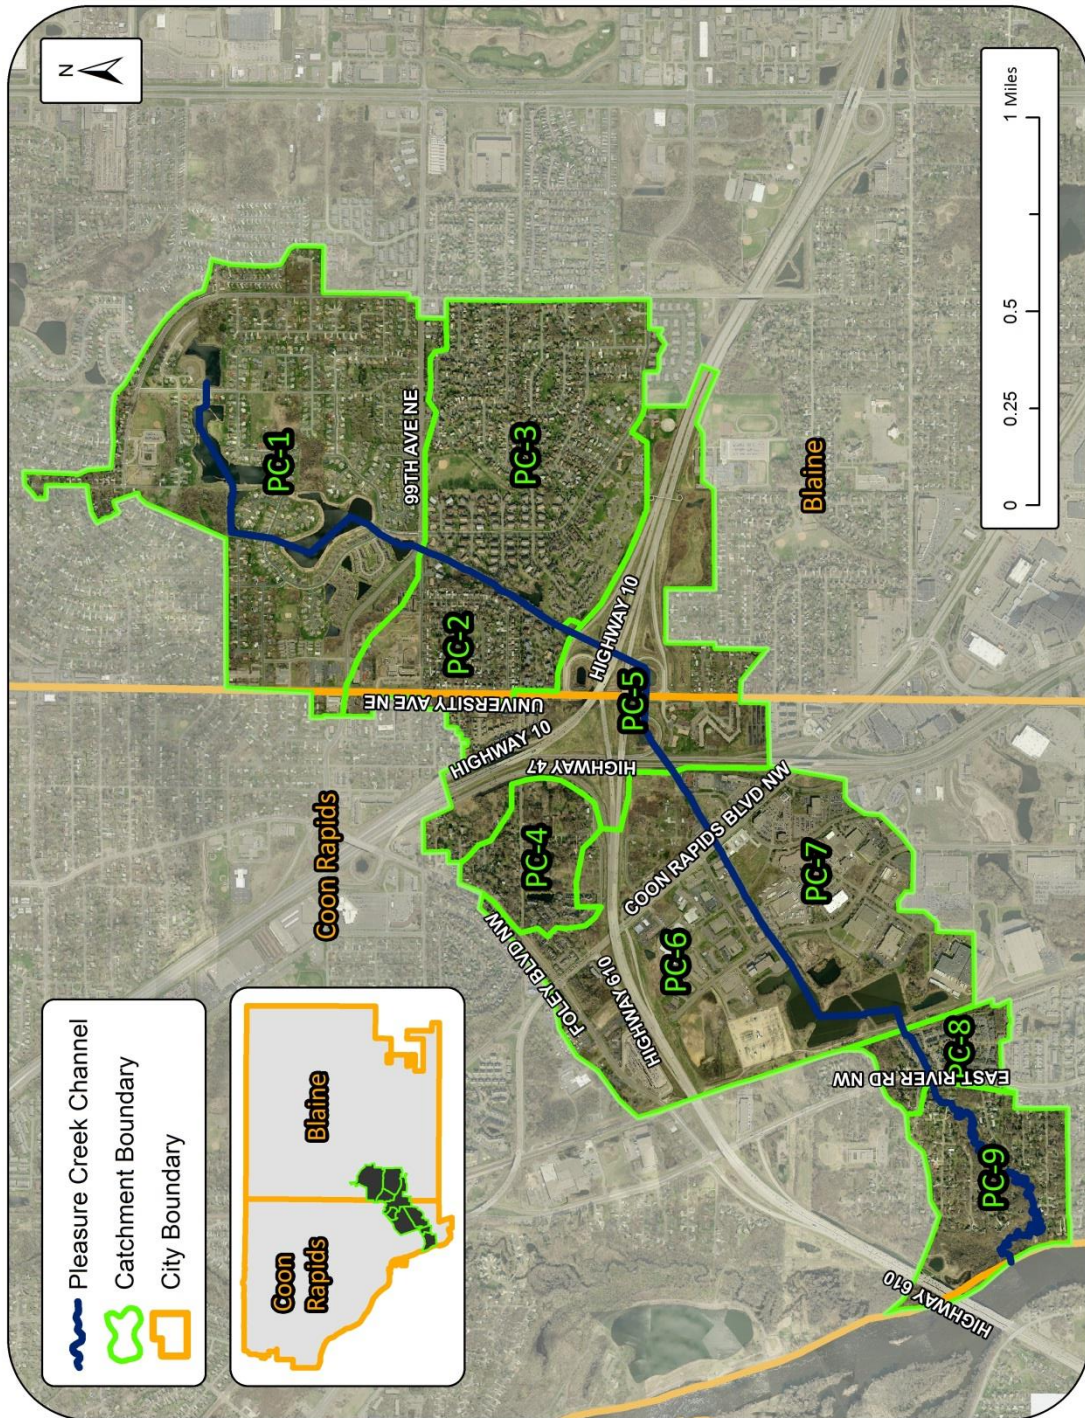 N
Pleasure Creek Channel
Catchment Boundary
City Boundary
Coon
Rapids
Blaine
Coon Rapids
Blaine
PC-1
99TH AVE NE
PC-2
PC-3
UNIVERSITY AVE NE
HIGHWAY 10
HIGHWAY 10
HIGHWAY 47
PC-4
PC-5
FOLEY BLVD NW
HIGHWAY 610
COON RAPIDS BLVD NW
PC-6
PC-7
PC-8
EAST RIVER RD NW
PC-9
HIGHWAY 610
0 0.25 0.5 1 Miles